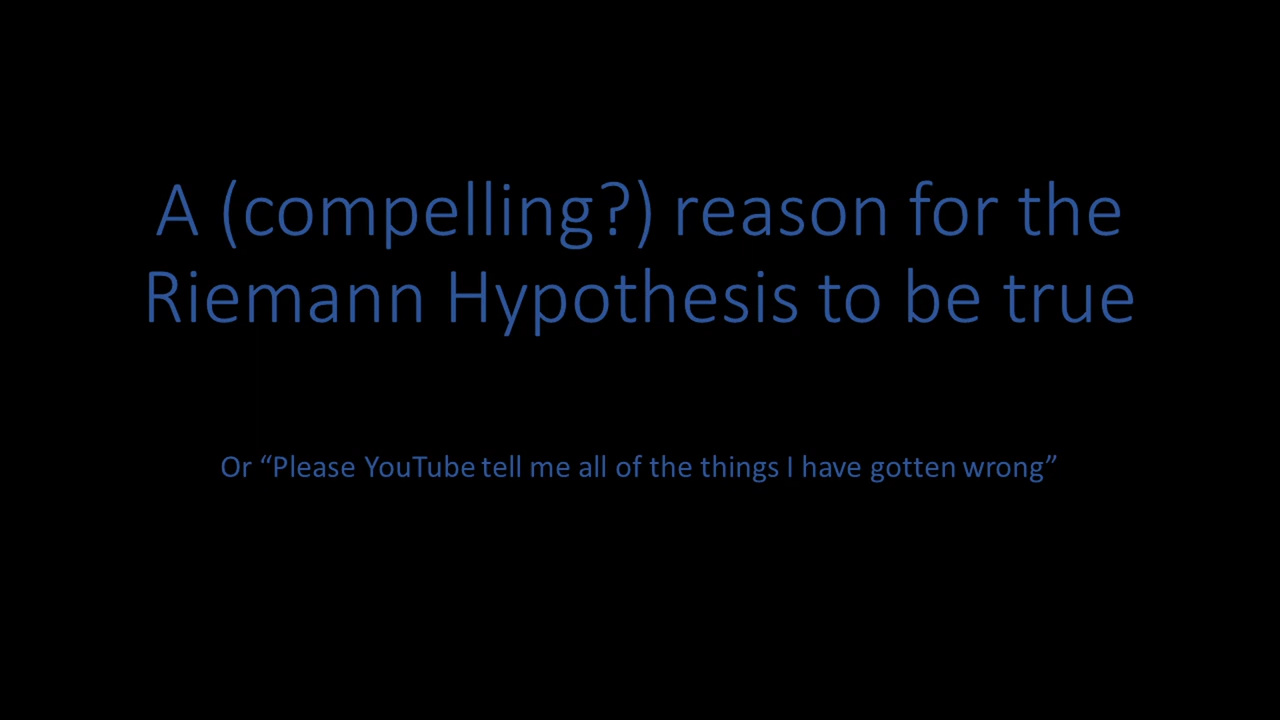 A (compelling?) reason for the
Riemann Hypothesis to be true
Or “Please YouTube tell me all of the things I have gotten wrong”